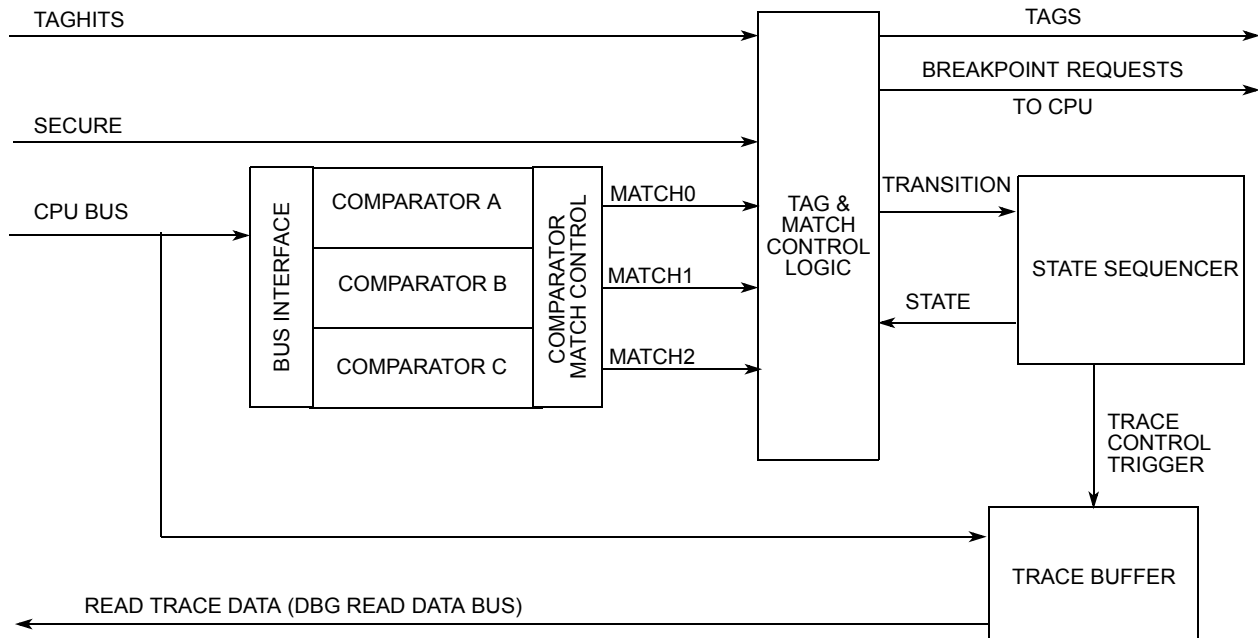 TAGHITS
TAGS
BREAKPOINT REQUESTS
TO CPU
SECURE
CPU BUS
BUS INTERFACE
COMPARATOR A
COMPARATOR B
COMPARATOR C
COMPARATOR
MATCH CONTROL
MATCH0
MATCH1
MATCH2
TAG &
MATCH
CONTROL
LOGIC
TRANSITION
STATE
STATE SEQUENCER
TRACE
CONTROL
TRIGGER
TRACE BUFFER
READ TRACE DATA (DBG READ DATA BUS)